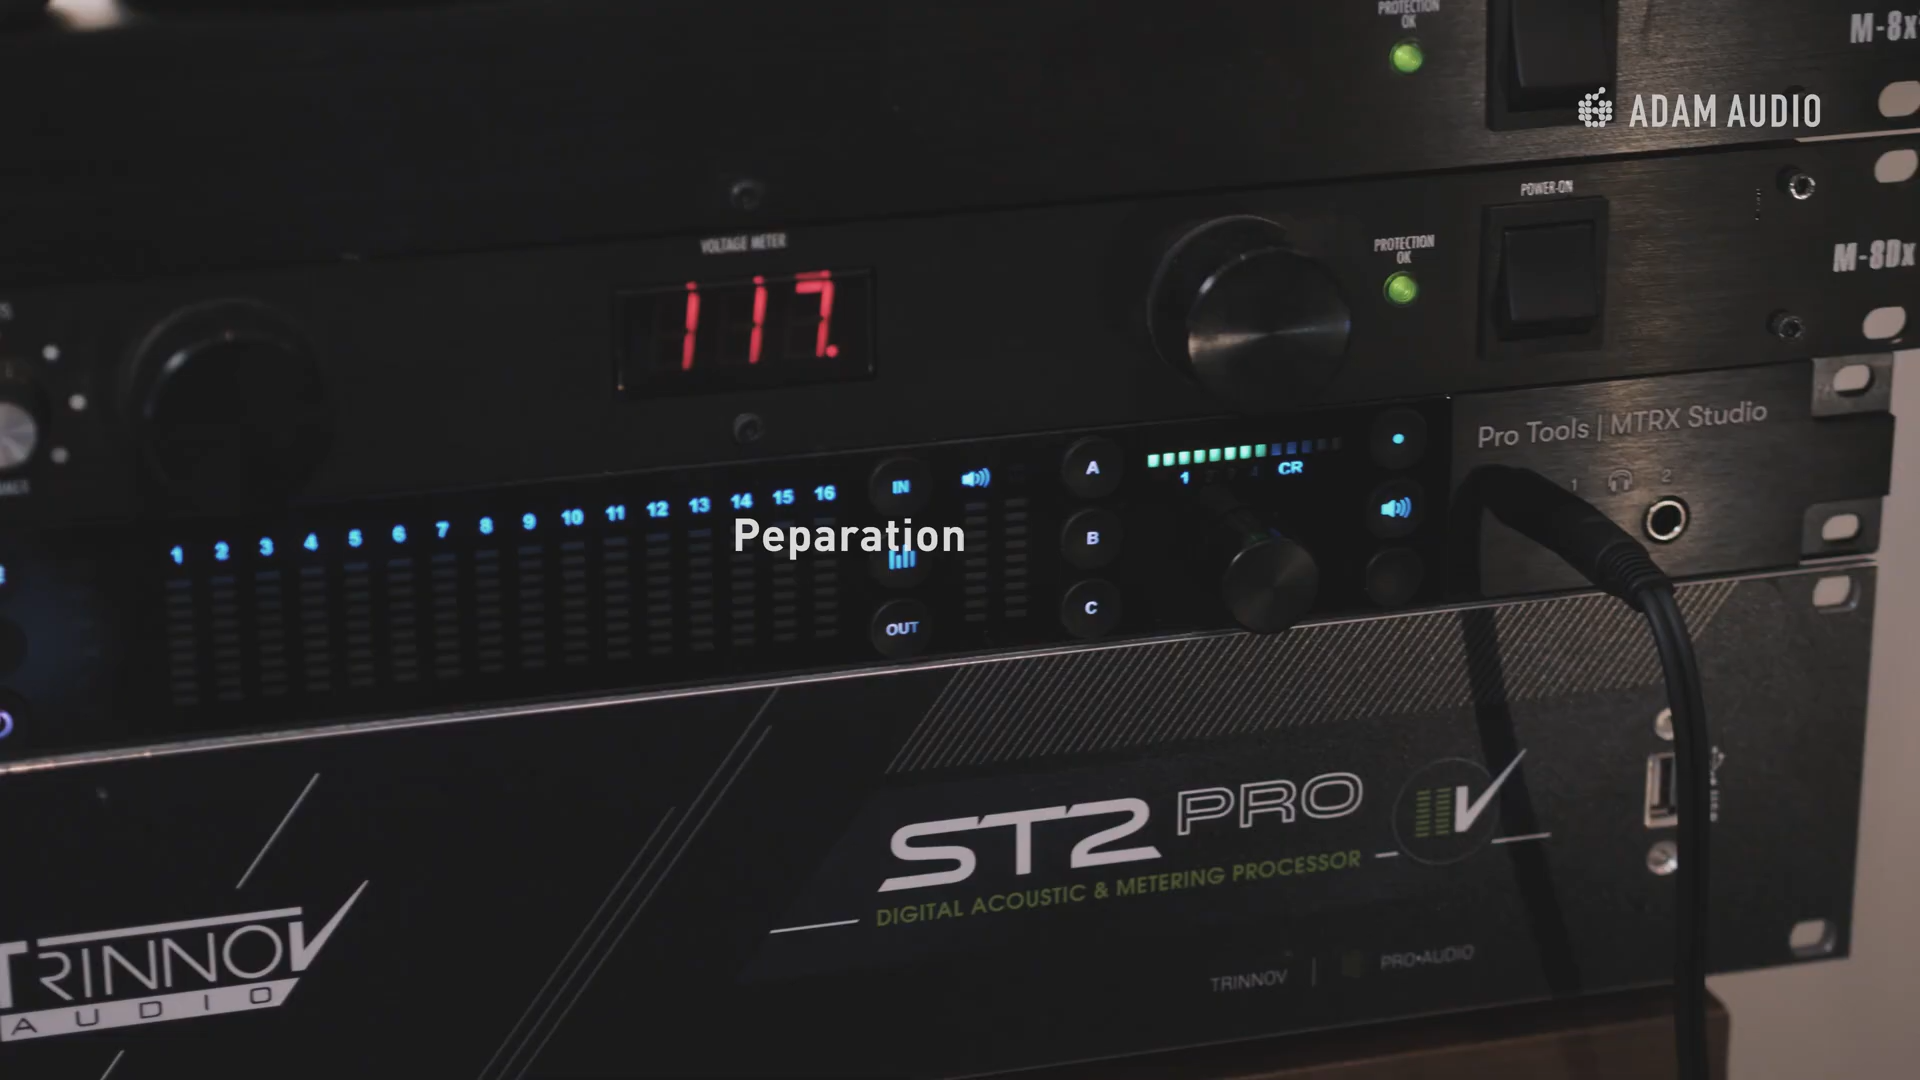 PROTECTION
OK
M-8x
ADAM AUDIO
POWER-ON
VOLTAGE METER
PROTECTION
OK
M-8Dx
117.
Pro Tools | MTRX Studio
1 2
A
1 CR
IN
1 2 3 4 5 6 7 8 9 10 11 12 13 14 15 16
Peparation
B
C
OUT
ST2 PRO
DIGITAL ACOUSTIC & METERING PROCESSOR
TRINNOV
AUDIO
TRINNOV | PRO•AUDIO